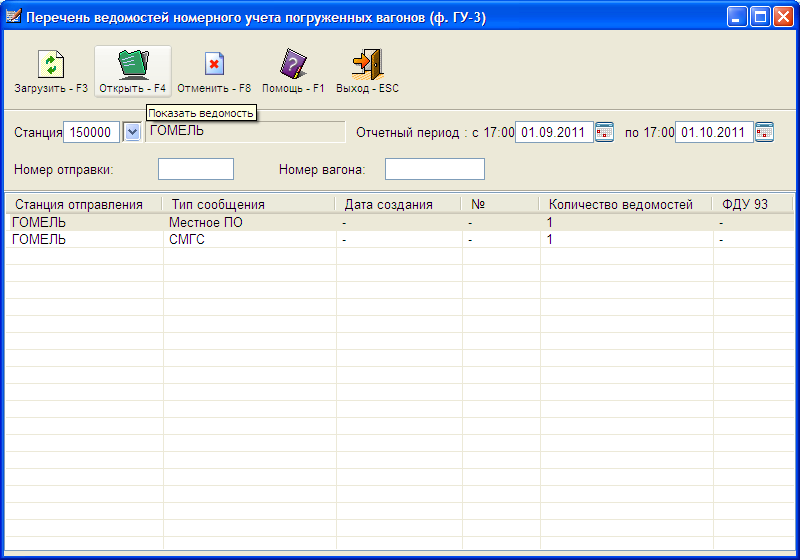 Перечень ведомостей номерного учета погруженных вагонов (ф. ГУ-3)
Загрузить - F3 Открыть - F4 Отменить - F8 Помощь - F1 Выход - ESC
Показать ведомость
Станция 150000 ГОМЕЛЬ Отчетный период : с 17:00 01.09.2011 по 17:00 01.10.2011
Номер отправки: Номер вагона:
Станция отправления Тип сообщения Дата создания № Количество ведомостей ФДУ 93
ГОМЕЛЬ Местное ПО - - 1 -
ГОМЕЛЬ СМГС - - 1 -